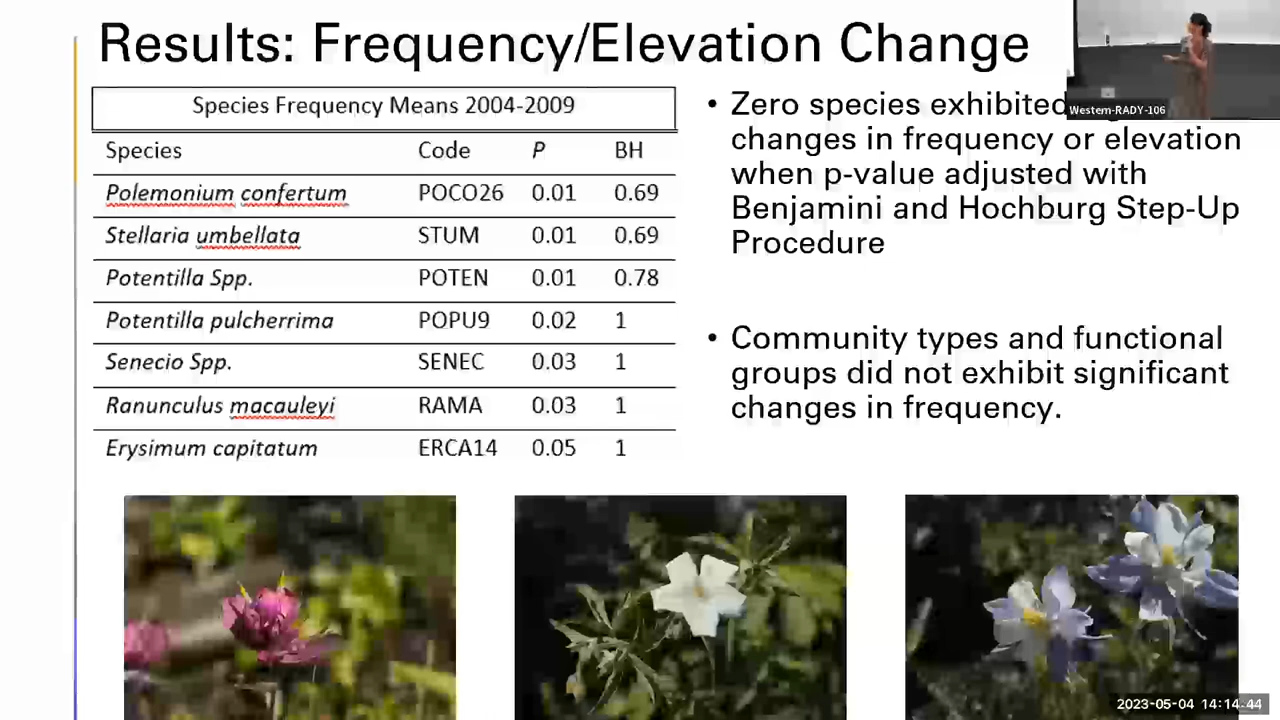 Results: Frequency/Elevation Change
Western-RADY-106
Species Frequency Means 2004-2009
Species Code P BH
Polemonium confertum POCO26 0.01 0.69
Stellaria umbellata STUM 0.01 0.69
Potentilla Spp. POTEN 0.01 0.78
Potentilla pulcherrima POPU9 0.02 1
Senecio Spp. SENEC 0.03 1
Ranunculus macauleyi RAMA 0.03 1
Erysimum capitatum ERCA14 0.05 1
• Zero species exhibited
changes in frequency or elevation
when p-value adjusted with
Benjamini and Hochburg Step-Up
Procedure
• Community types and functional
groups did not exhibit significant
changes in frequency.
2023-05-04 14:14:44